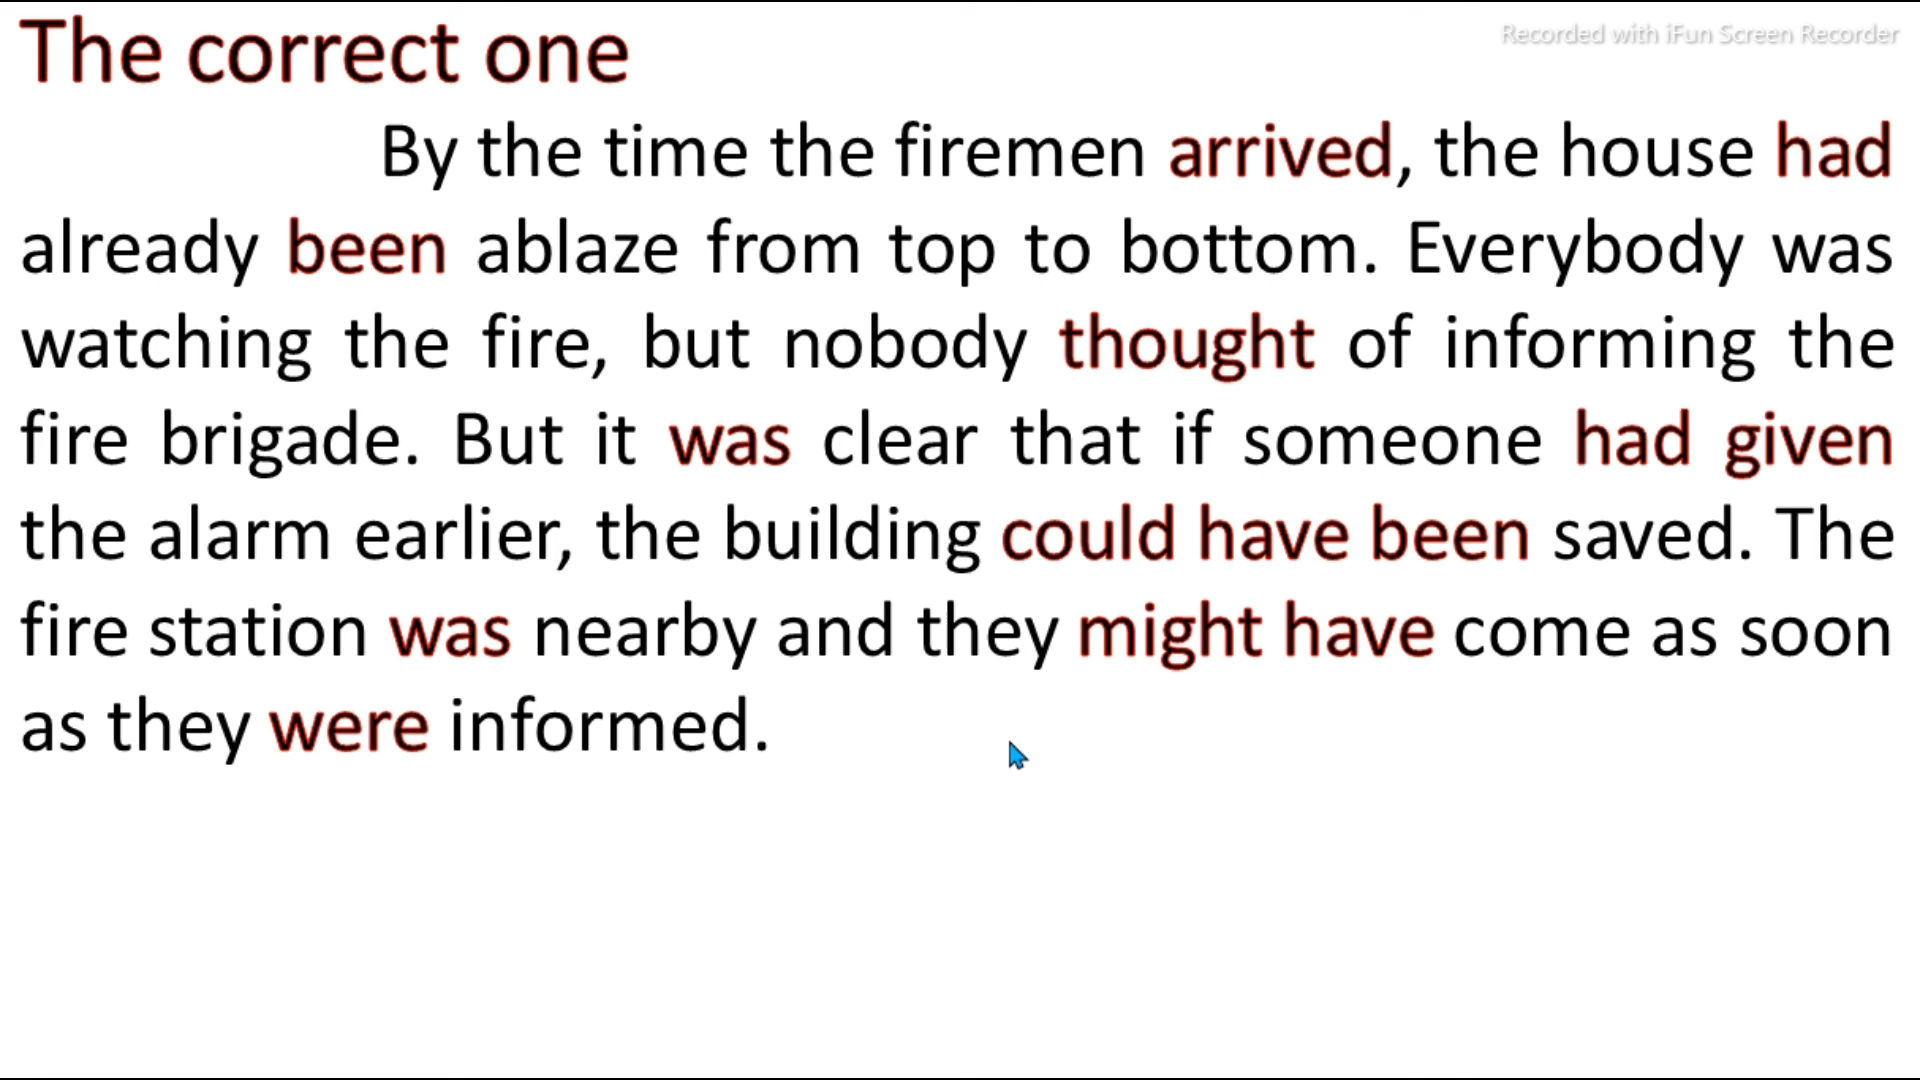 The correct one
Recorded with iFun Screen Recorder
By the time the firemen arrived, the house had
already been ablaze from top to bottom. Everybody was
watching the fire, but nobody thought of informing the
fire brigade. But it was clear that if someone had given
the alarm earlier, the building could have been saved. The
fire station was nearby and they might have come as soon
as they were informed.